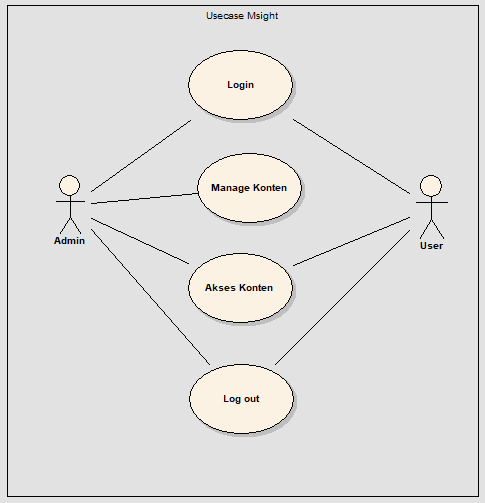 Usecase Msight
Login
Manage Konten
Admin
User
Akses Konten
Log out